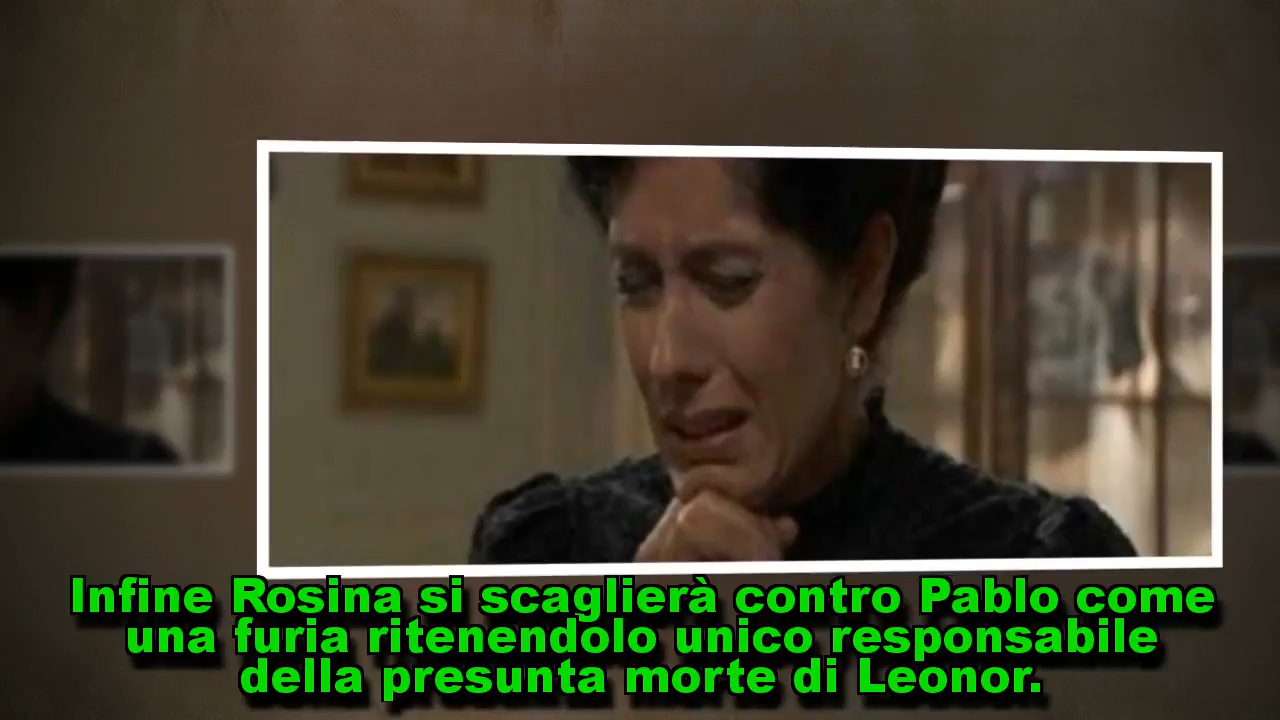 Infine Rosina si scaglierà contro Pablo come
una furia ritenendolo unico responsabile
della presunta morte di Leonor.